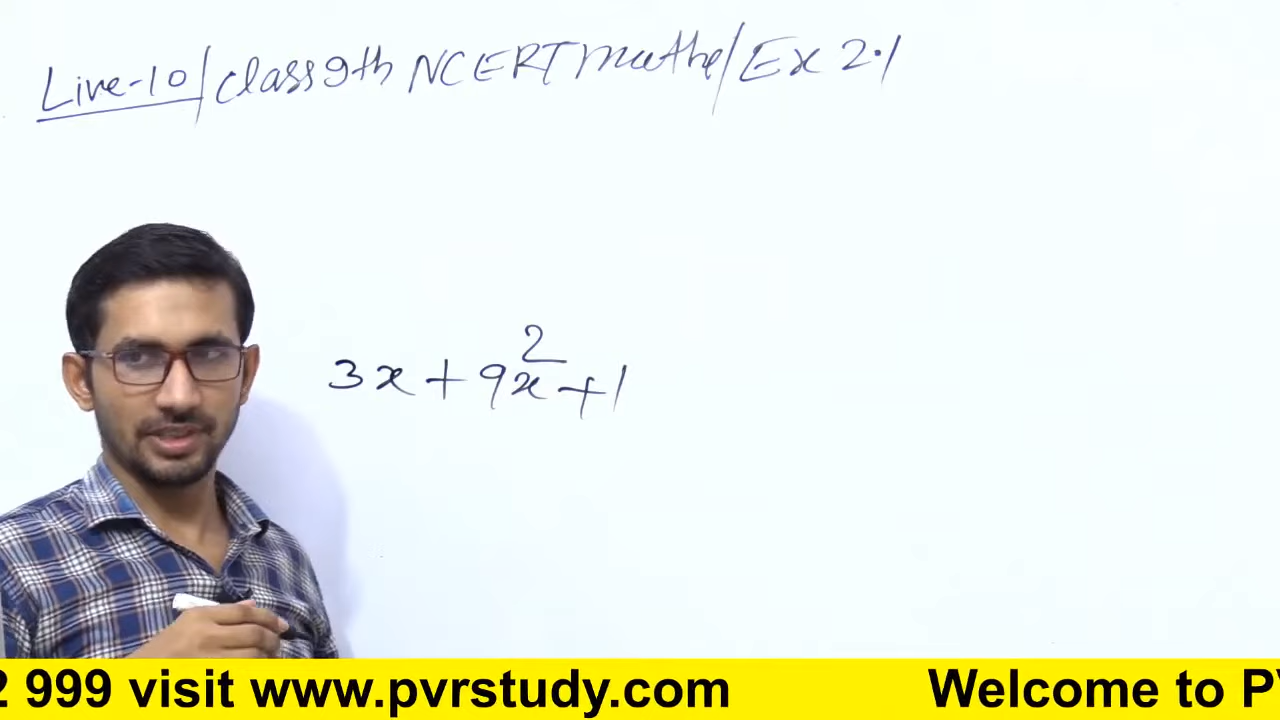 Live-10/class 9th NCERT maths/Ex 2.1
3x + 9x² + 1
2 999 visit www.pvrstudy.com Welcome to PV